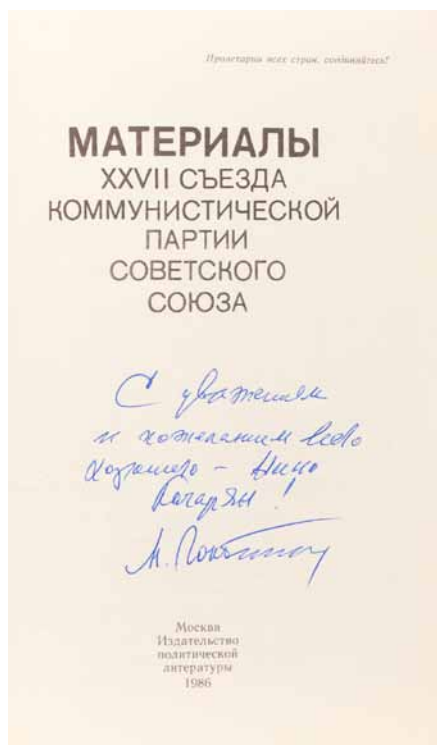 Пролетарии всех стран, соединяйтесь!
МАТЕРИАЛЫ
XXVII СЪЕЗДА
КОММУНИСТИЧЕСКОЙ
ПАРТИИ
СОВЕТСКОГО
СОЮЗА
С уважением
и пожеланием всего
хорошего – Нино
!
М.
Москва
Издательство
политической
литературы
1986